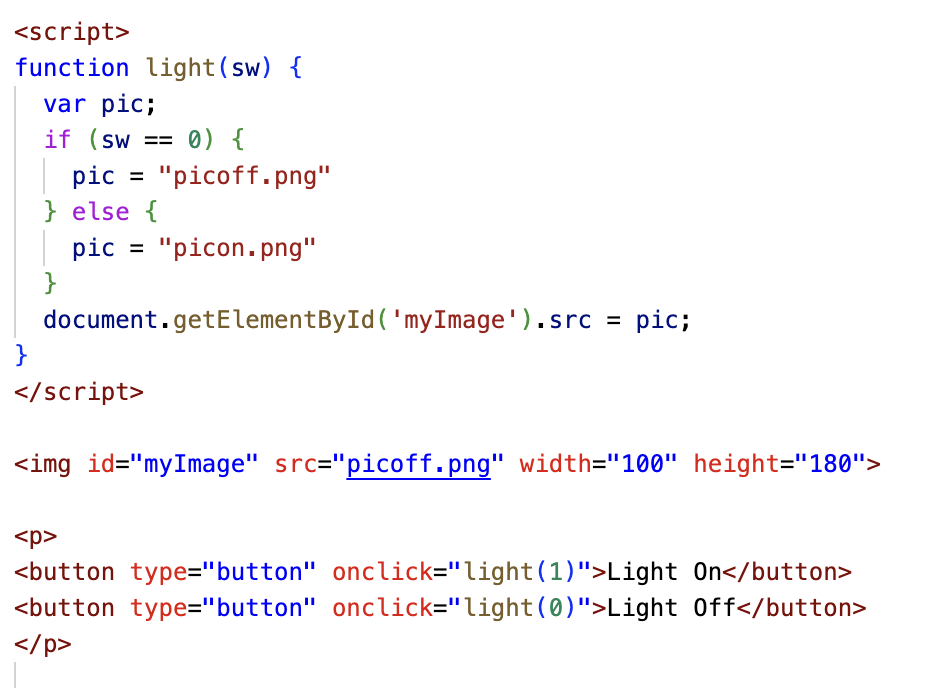 <script>
function light(sw) {
  var pic;
  if (sw == 0) {
    pic = "picoff.png"
  } else {
    pic = "picon.png"
  }
  document.getElementById('myImage').src = pic;
}
</script>

<img id="myImage" src="picoff.png" width="100" height="180">

<p>
<button type="button" onclick="light(1)">Light On</button>
<button type="button" onclick="light(0)">Light Off</button>
</p>